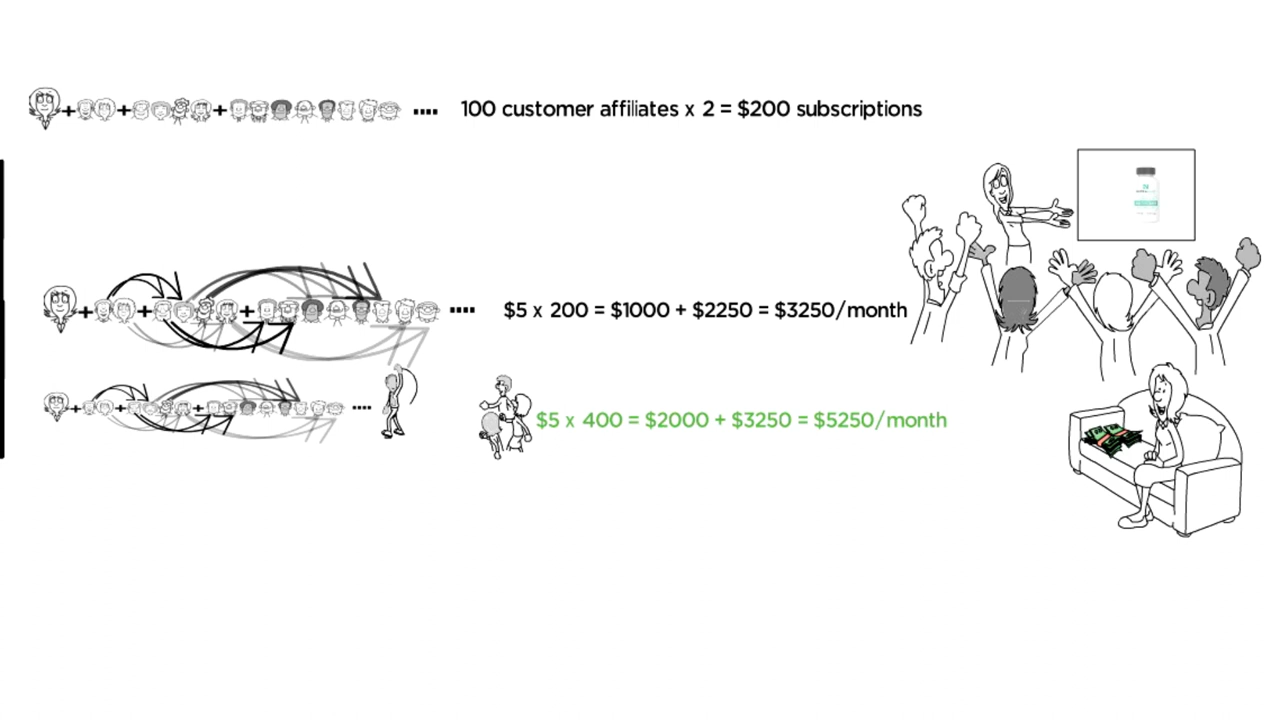 100 customer affiliates x 2 = $200 subscriptions
$5 x 200 = $1000 + $2250 = $3250/month
$5 x 400 = $2000 + $3250 = $5250/month